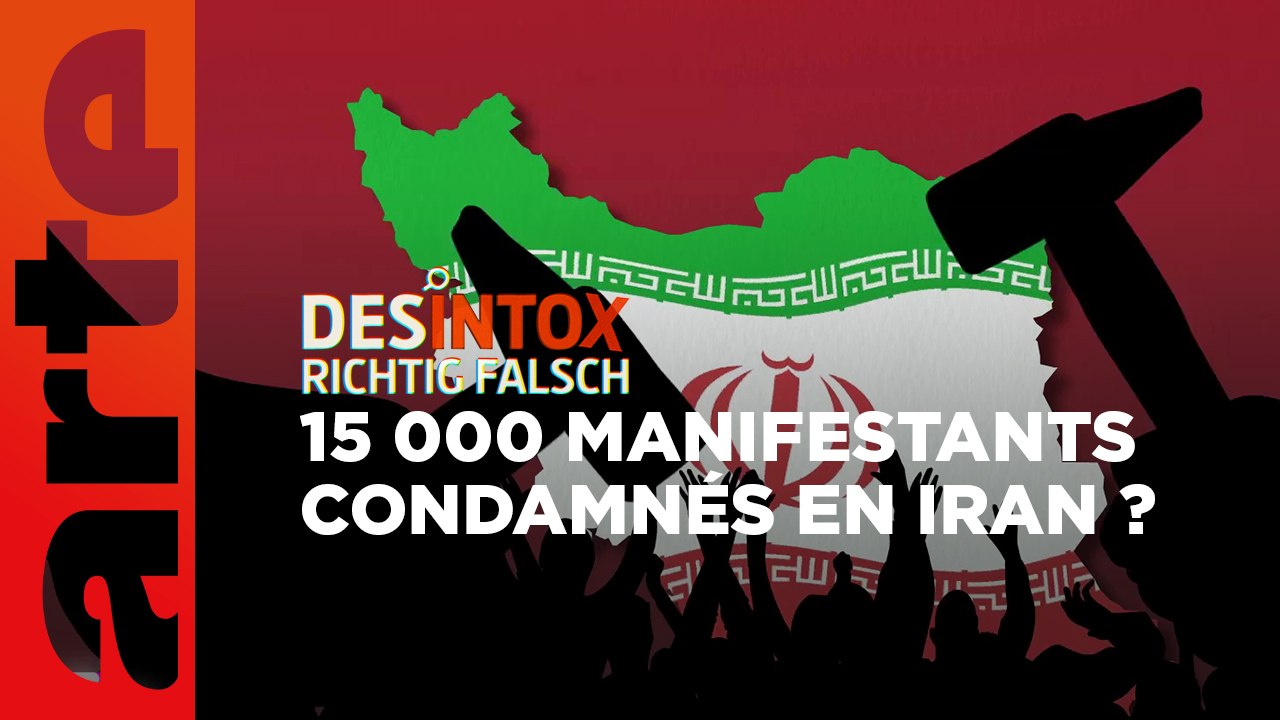 arte
DESINTOX
RICHTIG FALSCH
15 000 MANIFESTANTS
CONDAMNÉS EN IRAN ?